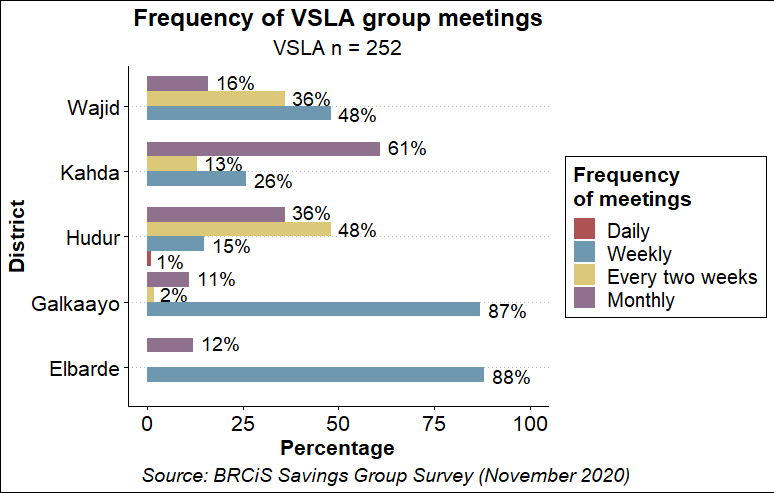 Frequency of VSLA group meetings
VSLA n = 252
District
Wajid
16%
36%
48%
Kahda
61%
13%
26%
Hudur
36%
48%
15%
1%
Galkaayo
11%
2%
87%
Elbarde
12%
88%
0 25 50 75 100
Percentage
Frequency
of meetings
Daily
Weekly
Every two weeks
Monthly
Source: BRCiS Savings Group Survey (November 2020)